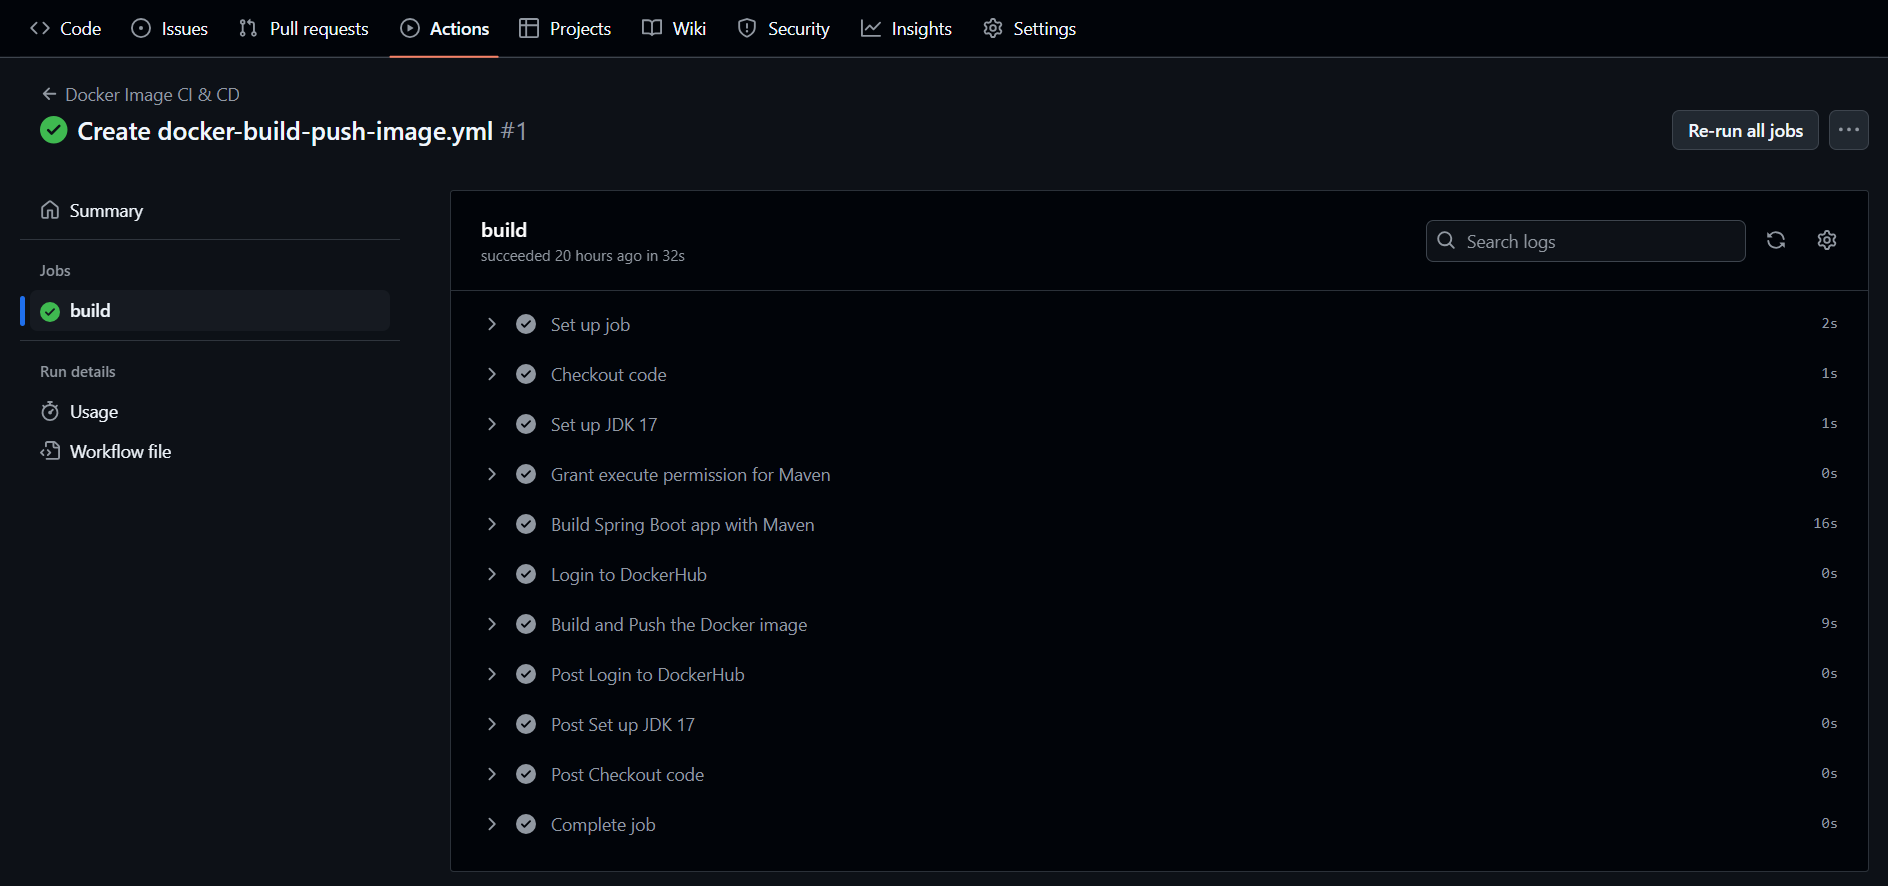 Code Issues Pull requests Actions Projects Wiki Security Insights Settings
Docker Image CI & CD
Create docker-build-push-image.yml #1
Re-run all jobs
Summary
Jobs
build
Run details
Usage
Workflow file
build
succeeded 20 hours ago in 32s
Search logs
Set up job 2s
Checkout code 1s
Set up JDK 17 1s
Grant execute permission for Maven 0s
Build Spring Boot app with Maven 16s
Login to DockerHub 0s
Build and Push the Docker image 9s
Post Login to DockerHub 0s
Post Set up JDK 17 0s
Post Checkout code 0s
Complete job 0s